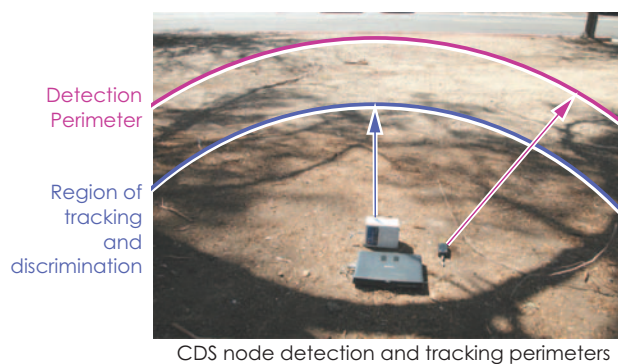 Detection
Perimeter
Region of
tracking
and
discrimination
CDS node detection and tracking perimeters